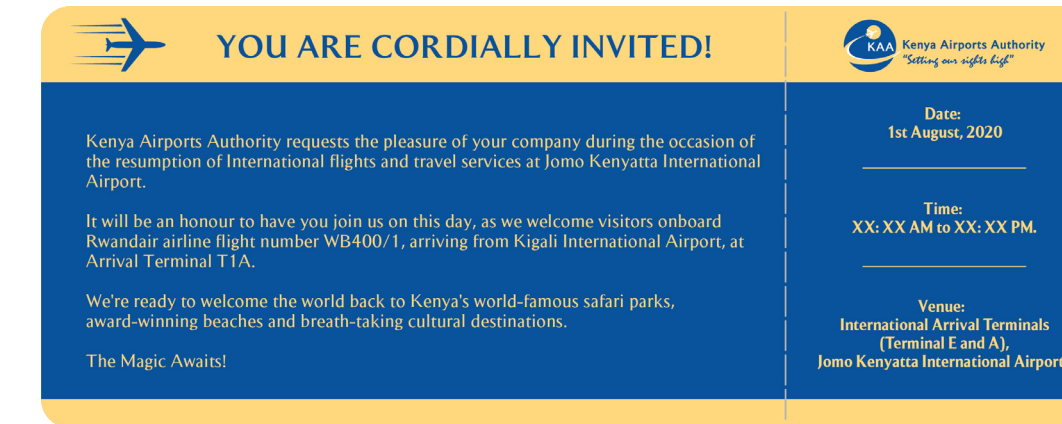 YOU ARE CORDIALLY INVITED!
Kenya Airports Authority requests the pleasure of your company during the occasion of
the resumption of International flights and travel services at Jomo Kenyatta International
Airport.
It will be an honour to have you join us on this day, as we welcome visitors onboard
Rwandair airline flight number WB400/1, arriving from Kigali International Airport, at
Arrival Terminal T1A.
We're ready to welcome the world back to Kenya's world-famous safari parks,
award-winning beaches and breath-taking cultural destinations.
The Magic Awaits!
KAA
Kenya Airports Authority
"Setting our sights high"
Date:
1st August, 2020
Time:
XX: XX AM to XX: XX PM.
Venue:
International Arrival Terminals
(Terminal E and A),
Jomo Kenyatta International Airport